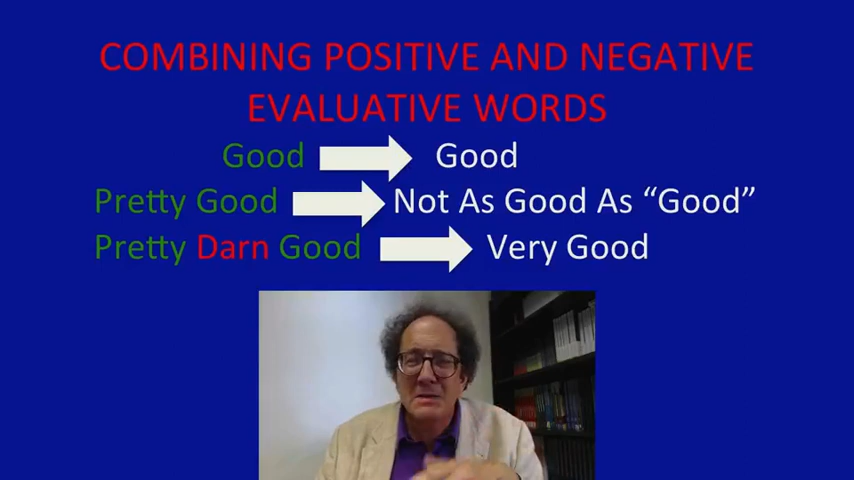 COMBINING POSITIVE AND NEGATIVE
EVALUATIVE WORDS
Good Good
Pretty Good Not As Good As “Good”
Pretty Darn Good Very Good